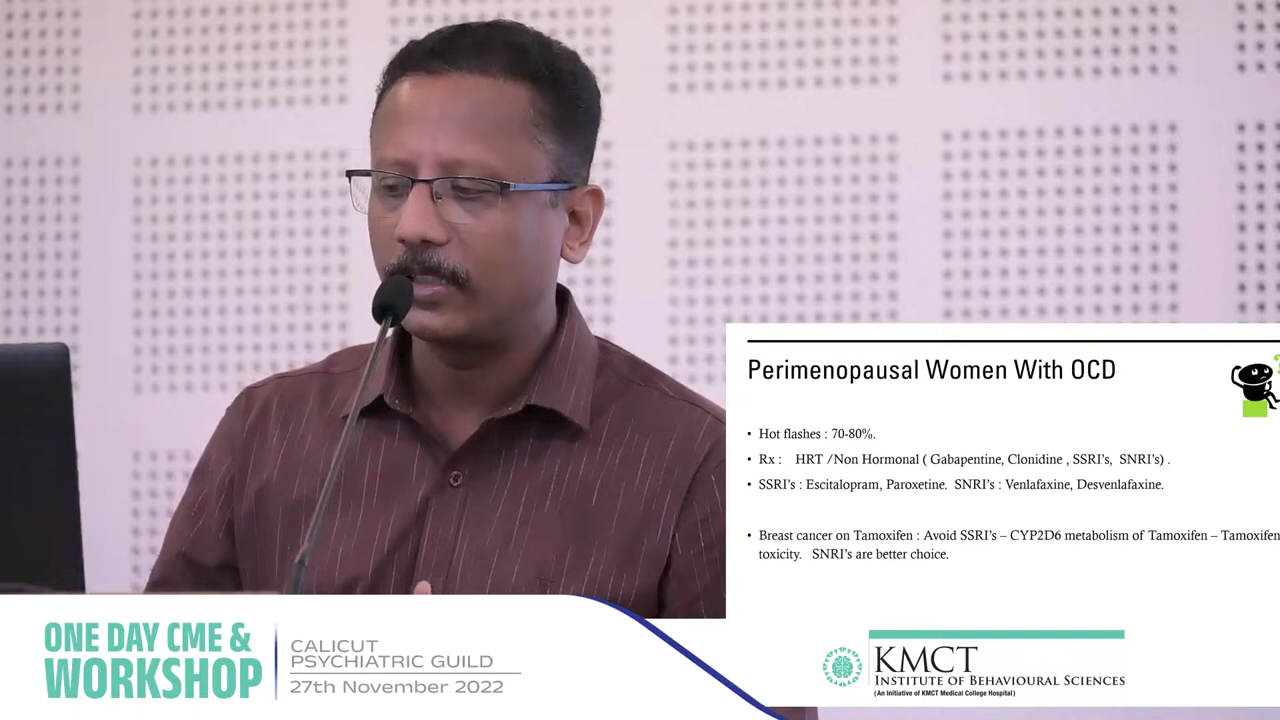 Perimenopausal Women With OCD
• Hot flashes : 70-80%.
• Rx : HRT /Non Hormonal ( Gabapentine, Clonidine , SSRI's, SNRI's) .
• SSRI's : Escitalopram, Paroxetine. SNRI's : Venlafaxine, Desvenlafaxine.
• Breast cancer on Tamoxifen : Avoid SSRI's – CYP2D6 metabolism of Tamoxifen – Tamoxifen
toxicity. SNRI's are better choice.
ONE DAY CME &
WORKSHOP
CALICUT
PSYCHIATRIC GUILD
27th November 2022
KMCT
INSTITUTE OF BEHAVIOURAL SCIENCES
(An Initiative of KMCT Medical College Hospital)